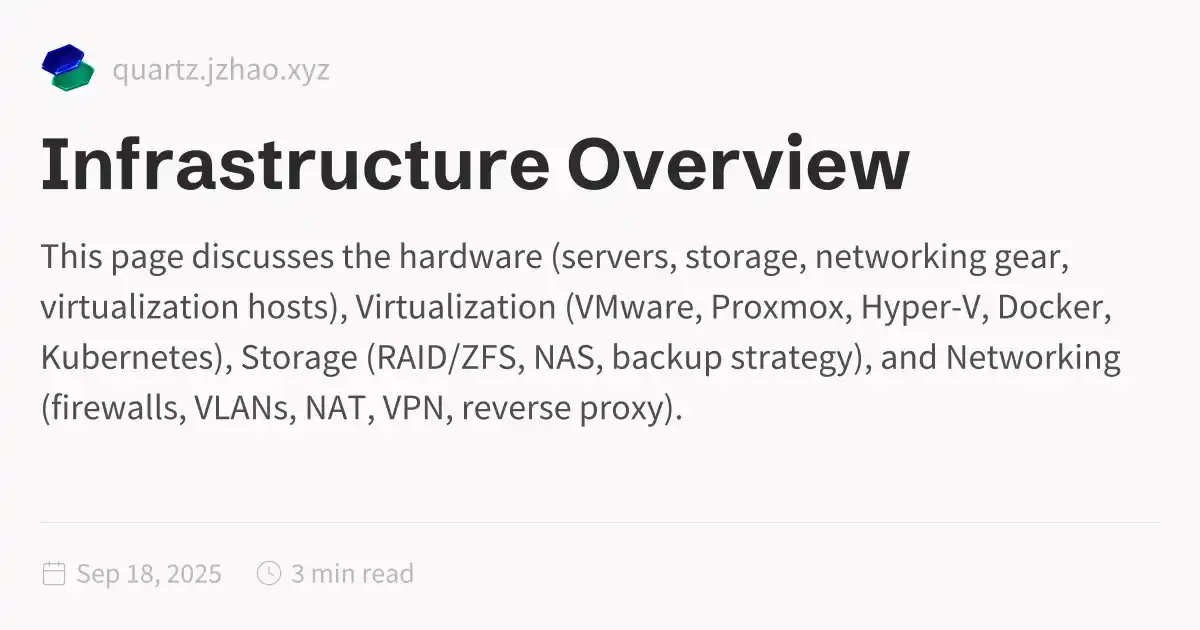 quartz.jzhao.xyz
Infrastructure Overview
This page discusses the hardware (servers, storage, networking gear,
virtualization hosts), Virtualization (VMware, Proxmox, Hyper-V, Docker,
Kubernetes), Storage (RAID/ZFS, NAS, backup strategy), and Networking
(firewalls, VLANs, NAT, VPN, reverse proxy).
Sep 18, 2025 3 min read